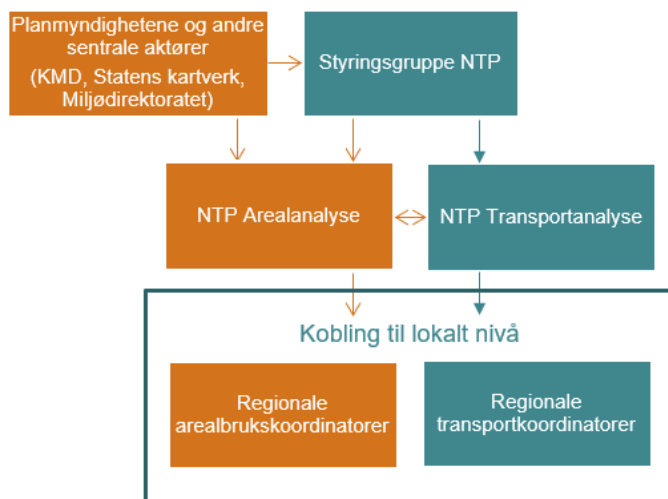 Planmyndighetene og andre
sentrale aktører
(KMD, Statens kartverk,
Miljødirektoratet)
Styringsgruppe NTP
NTP Arealanalyse
NTP Transportanalyse
Kobling til lokalt nivå
Regionale
arealbrukskoordinatorer
Regionale
transportkoordinatorer